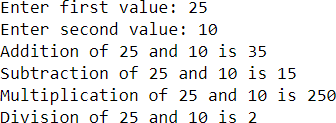 Enter first value: 25
Enter second value: 10
Addition of 25 and 10 is 35
Subtraction of 25 and 10 is 15
Multiplication of 25 and 10 is 250
Division of 25 and 10 is 2